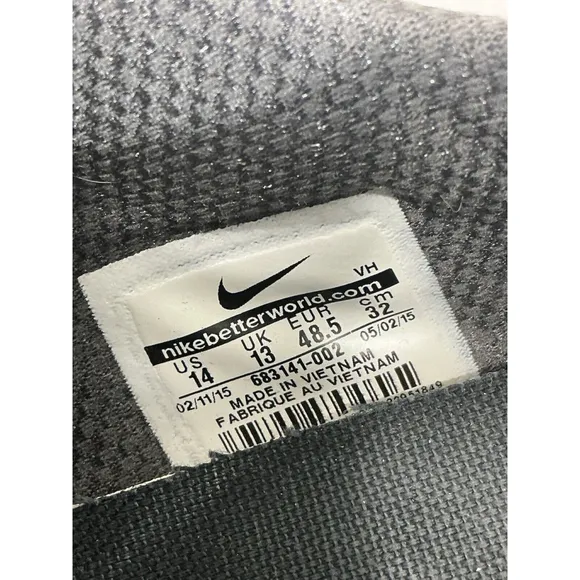 VH
nikebetterworld.com
US UK EUR cm
14 13 48.5 32
02/11/15 683141-002 05/02/15
MADE IN VIETNAM
FABRIQUE AU VIETNAM